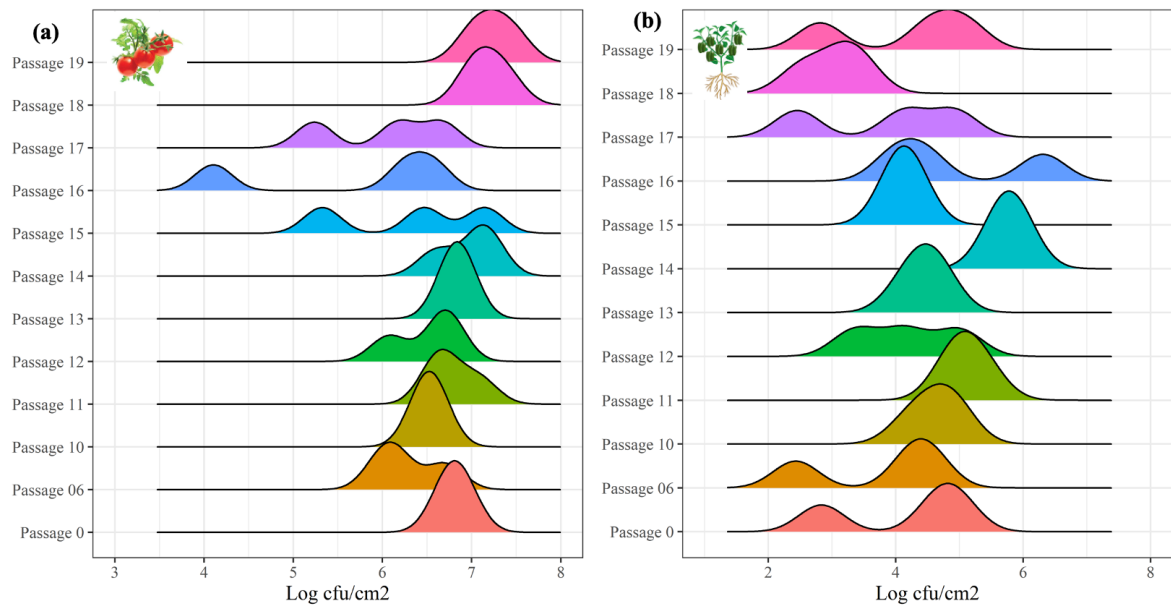 (a)
Passage 19
Passage 18
Passage 17
Passage 16
Passage 15
Passage 14
Passage 13
Passage 12
Passage 11
Passage 10
Passage 06
Passage 0
3 4 5 6 7 8
Log cfu/cm2
(b)
Passage 19
Passage 18
Passage 17
Passage 16
Passage 15
Passage 14
Passage 13
Passage 12
Passage 11
Passage 10
Passage 06
Passage 0
2 4 6 8
Log cfu/cm2